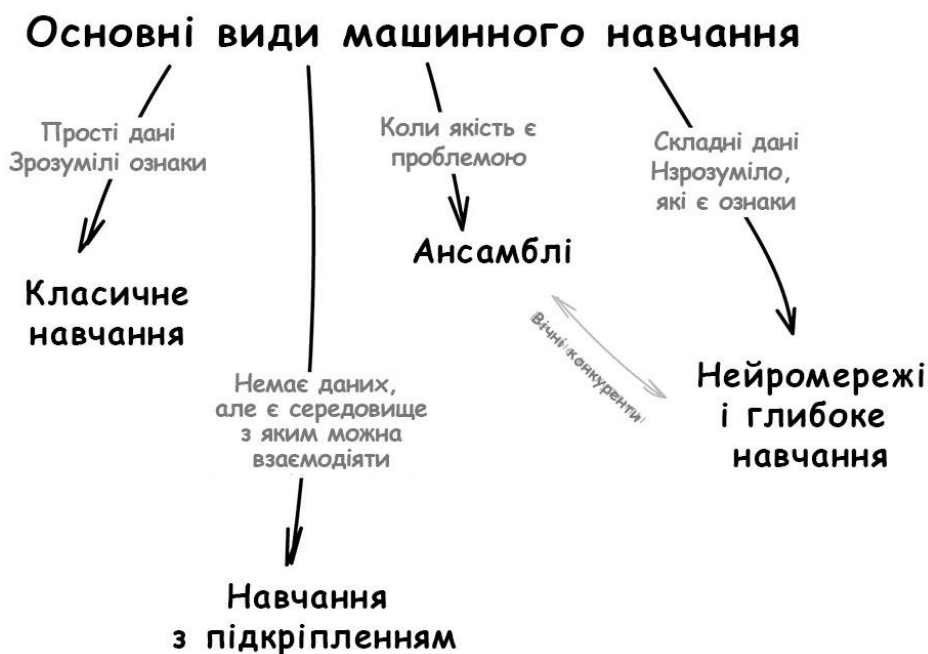 Основні види машинного навчання
Прості дані
Зрозумілі ознаки
Класичне
навчання
Немає даних,
але є середовище
з яким можна
взаємодіяти
Навчання
з підкріпленням
Коли якість є
проблемою
Ансамблі
Вічні конкуренти
Складні дані
Нзрозуміло,
які є ознаки
Нейромережі
і глибоке
навчання